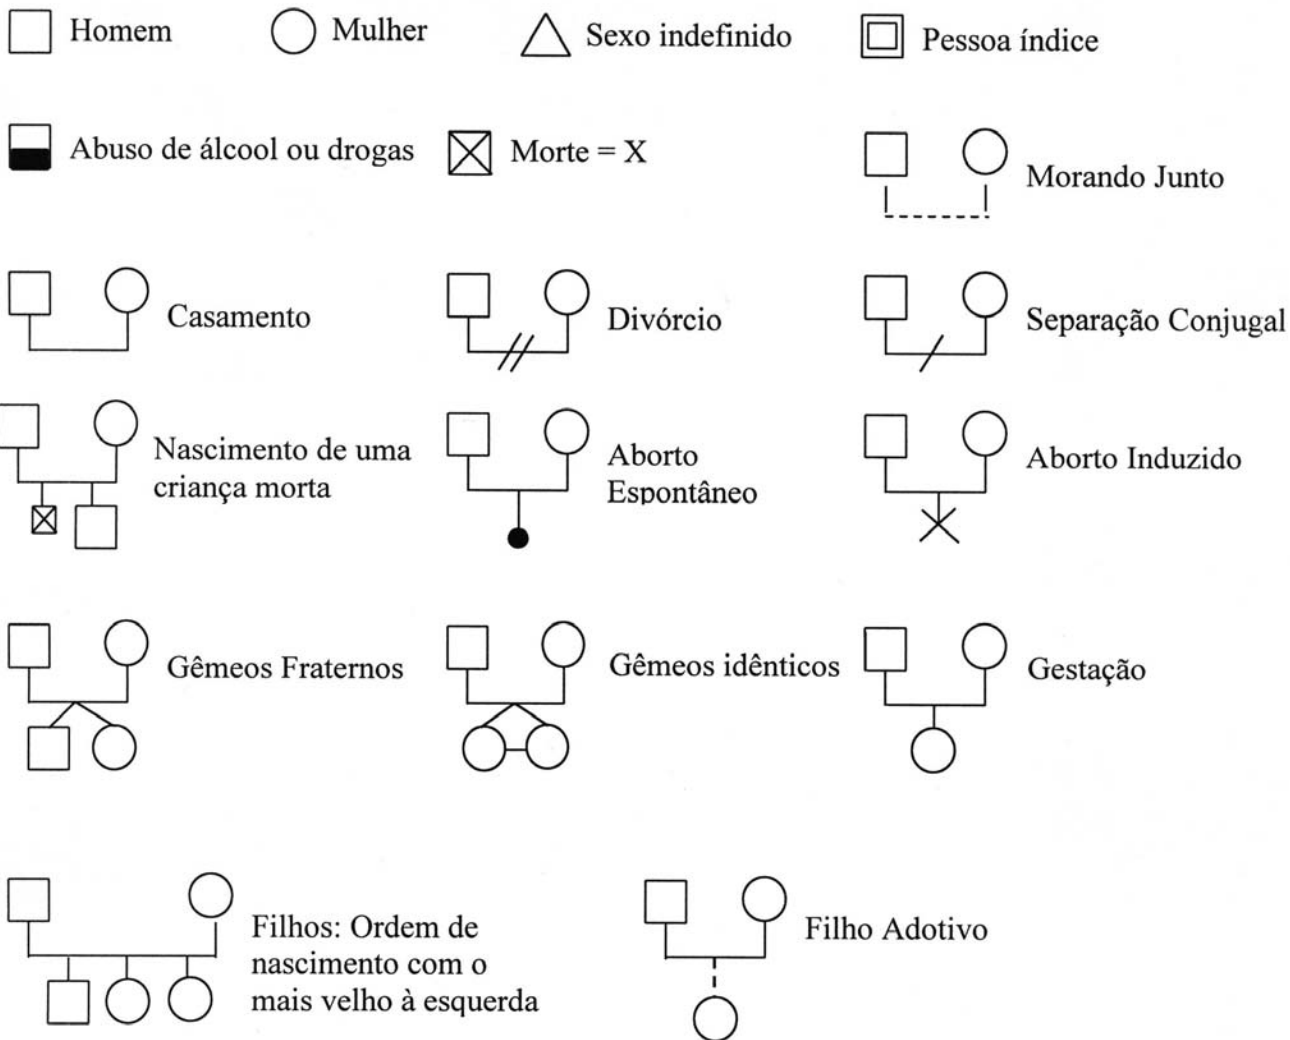 Homem
Mulher
Sexo indefinido
Pessoa índice
Abuso de álcool ou drogas
Morte = X
Morando Junto
Casamento
Divórcio
Separação Conjugal
Nascimento de uma
criança morta
Aborto
Espontâneo
Aborto Induzido
Gêmeos Fraternos
Gêmeos idênticos
Gestação
Filhos: Ordem de
nascimento com o
mais velho à esquerda
Filho Adotivo